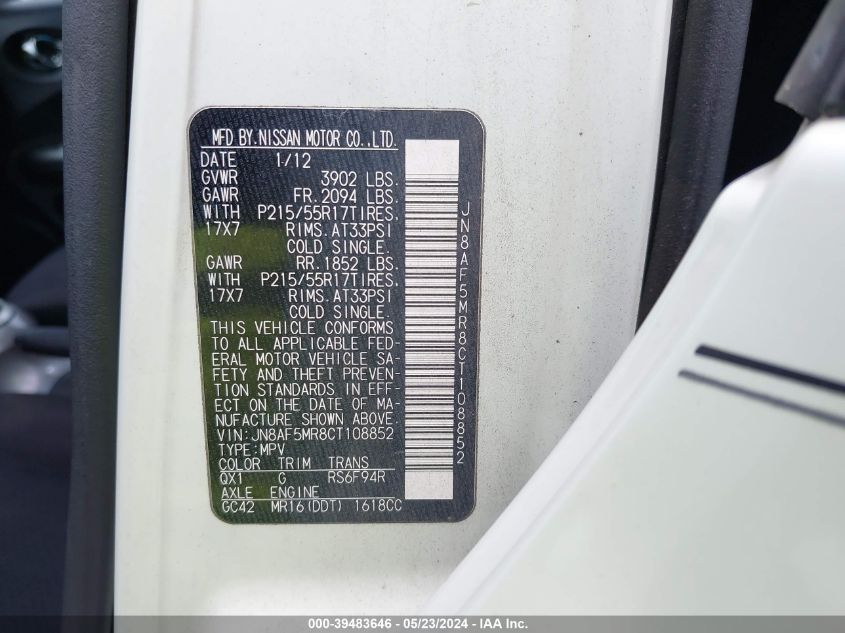 MFD BY.NISSAN MOTOR CO.,LTD.
DATE 1/12
GVWR 3902 LBS.
GAWR FR.2094 LBS.
WITH P215/55R17TIRES,
17X7 RIMS.AT33PSI
COLD SINGLE.
GAWR RR.1852 LBS.
WITH P215/55R17TIRES,
17X7 RIMS.AT33PSI
COLD SINGLE.
THIS VEHICLE CONFORMS
TO ALL APPLICABLE FED-
ERAL MOTOR VEHICLE SA-
FETY AND THEFT PREVEN-
TION STANDARDS IN EFF-
ECT ON THE DATE OF MA-
NUFACTURE SHOWN ABOVE.
VIN:JN8AF5MR8CT108852
TYPE:MPV
COLOR TRIM TRANS
QX1 G RS6F94R
AXLE ENGINE
GC42 MR16(DDT) 1618CC
JN8AF5MR8CT108852
000-39483646 - 05/23/2024 - IAA Inc.